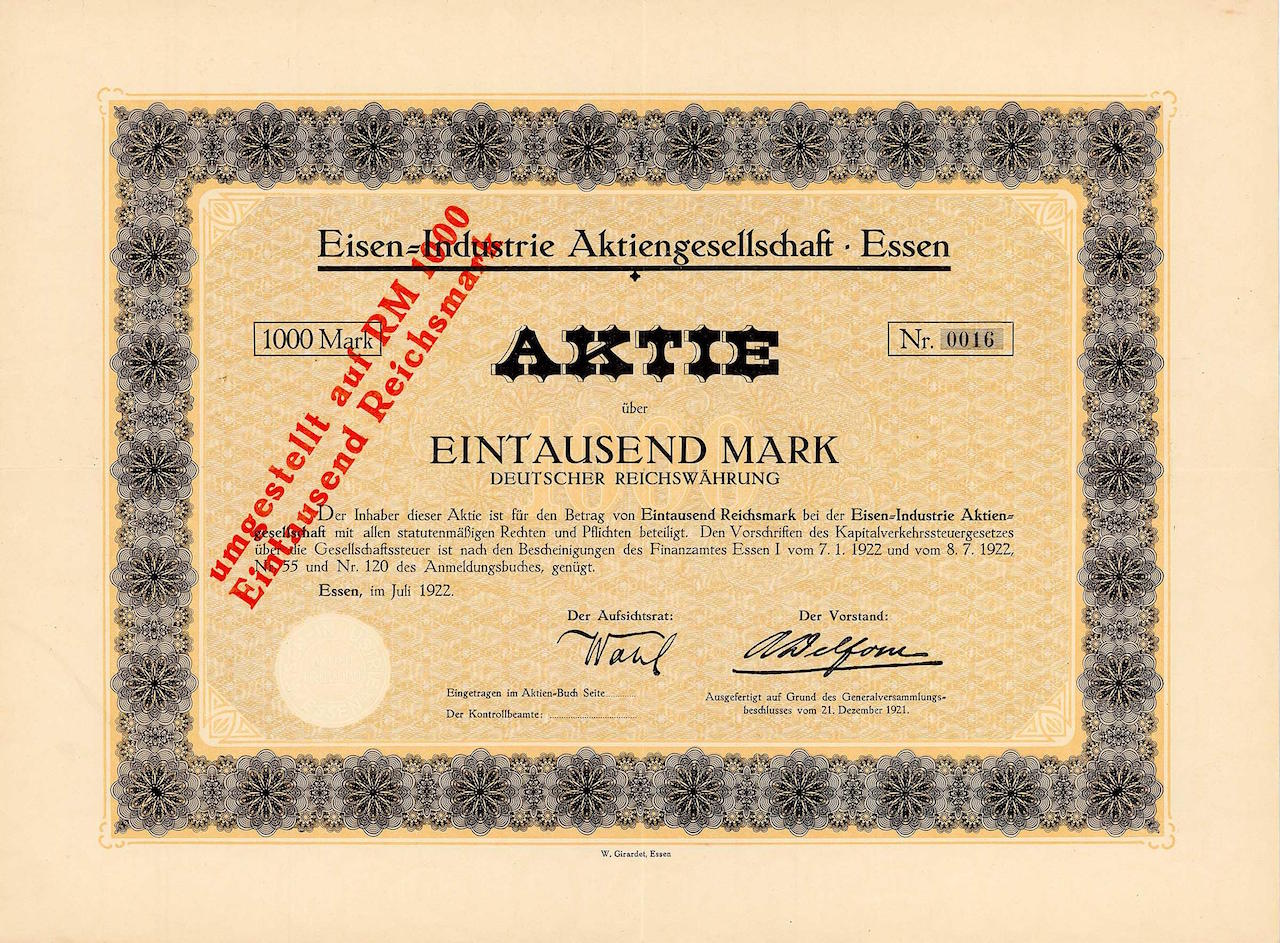 Eisen=Industrie Aktiengesellschaft · Essen
umgestellt auf RM 1000
Eintausend Reichsmark
1000 Mark
AKTIE
Nr. 0016
über
1000
EINTAUSEND MARK
DEUTSCHER REICHSWÄHRUNG
Der Inhaber dieser Aktie ist für den Betrag von Eintausend Reichsmark bei der Eisen=Industrie Aktien=
gesellschaft mit allen statutenmäßigen Rechten und Pflichten beteiligt. Den Vorschriften des Kapitalverkehrssteuergesetzes
über die Gesellschaftssteuer ist nach den Bescheinigungen des Finanzamtes Essen I vom 7. 1. 1922 und vom 8. 7. 1922,
Nr. 55 und Nr. 120 des Anmeldungsbuches, genügt.
Essen, im Juli 1922.
Der Aufsichtsrat:
Der Vorstand:
Eingetragen im Aktien=Buch Seite..........
Der Kontrollbeamte: ..............................
Ausgefertigt auf Grund des Generalversammlungs=
beschlusses vom 21. Dezember 1921.
W. Girardet, Essen